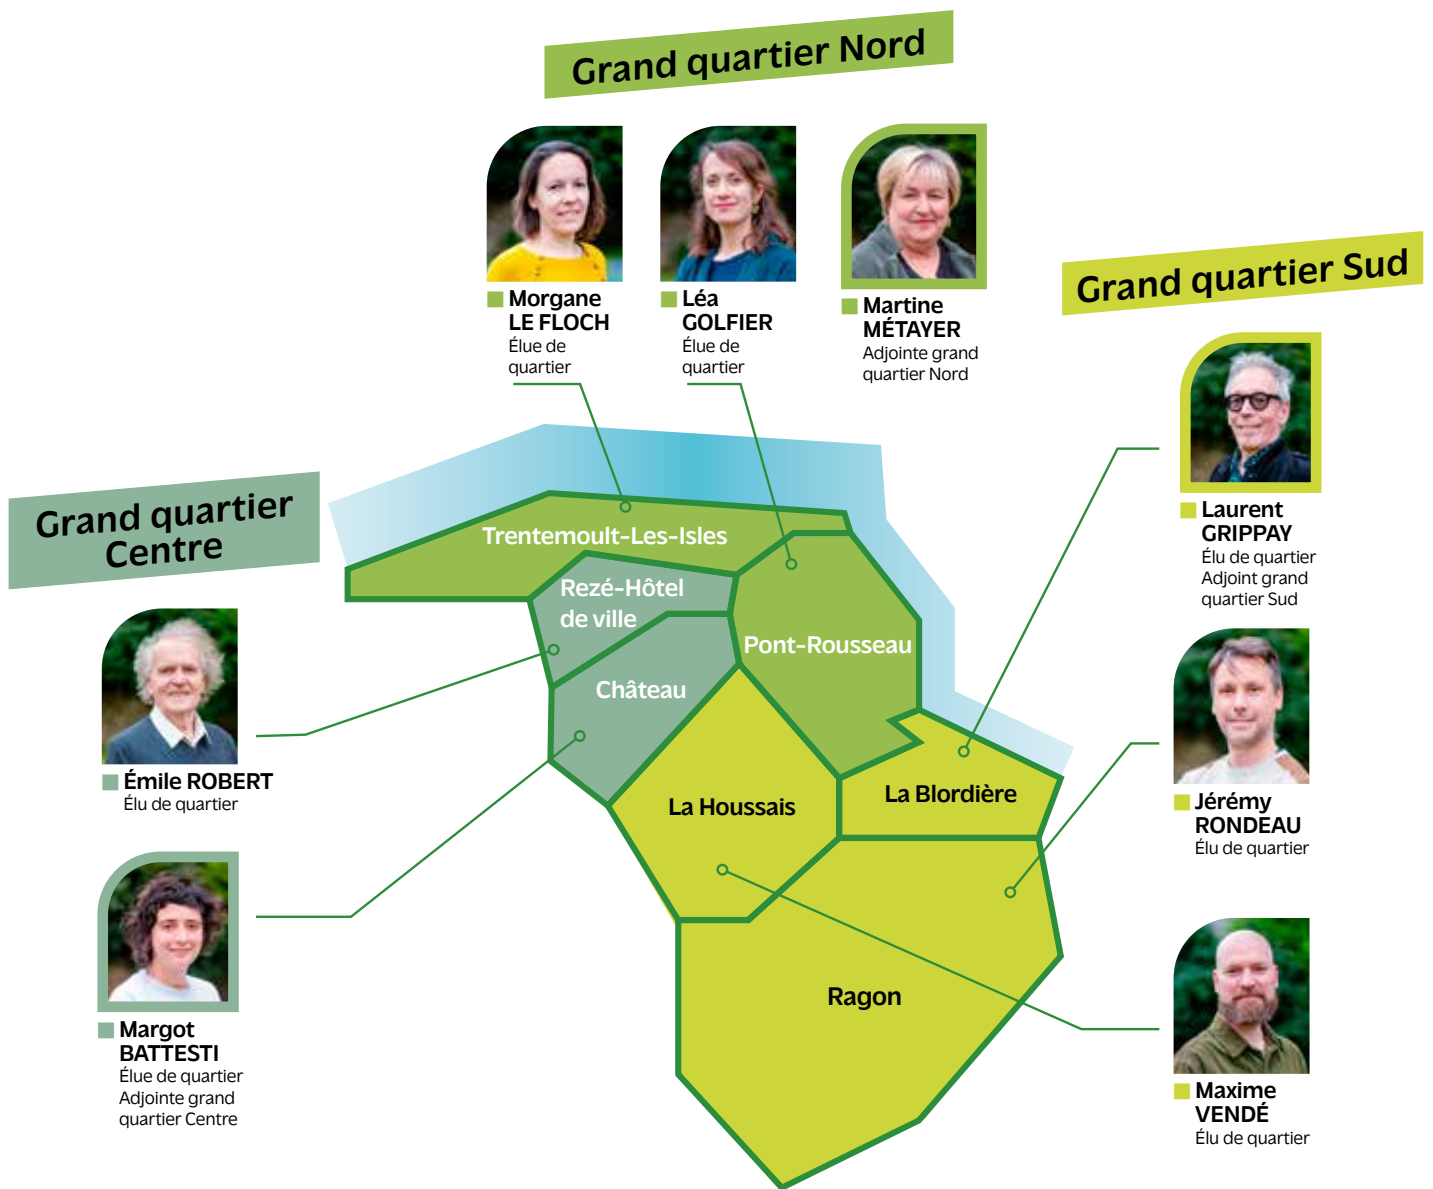 Grand quartier Nord
Morgane
LE FLOCH
Élue de
quartier
Léa
GOLFIER
Élue de
quartier
Martine
MÉTAYER
Adjointe grand
quartier Nord
Grand quartier Sud
Laurent
GRIPPAY
Élu de quartier
Adjoint grand
quartier Sud
Jérémy
RONDEAU
Élu de quartier
Maxime
VENDÉ
Élu de quartier
Grand quartier
Centre
Émile ROBERT
Élu de quartier
Margot
BATTESTI
Élue de quartier
Adjointe grand
quartier Centre
Trentemoult-Les-Isles
Rezé-Hôtel
de ville
Pont-Rousseau
Château
La Houssais
La Blordière
Ragon